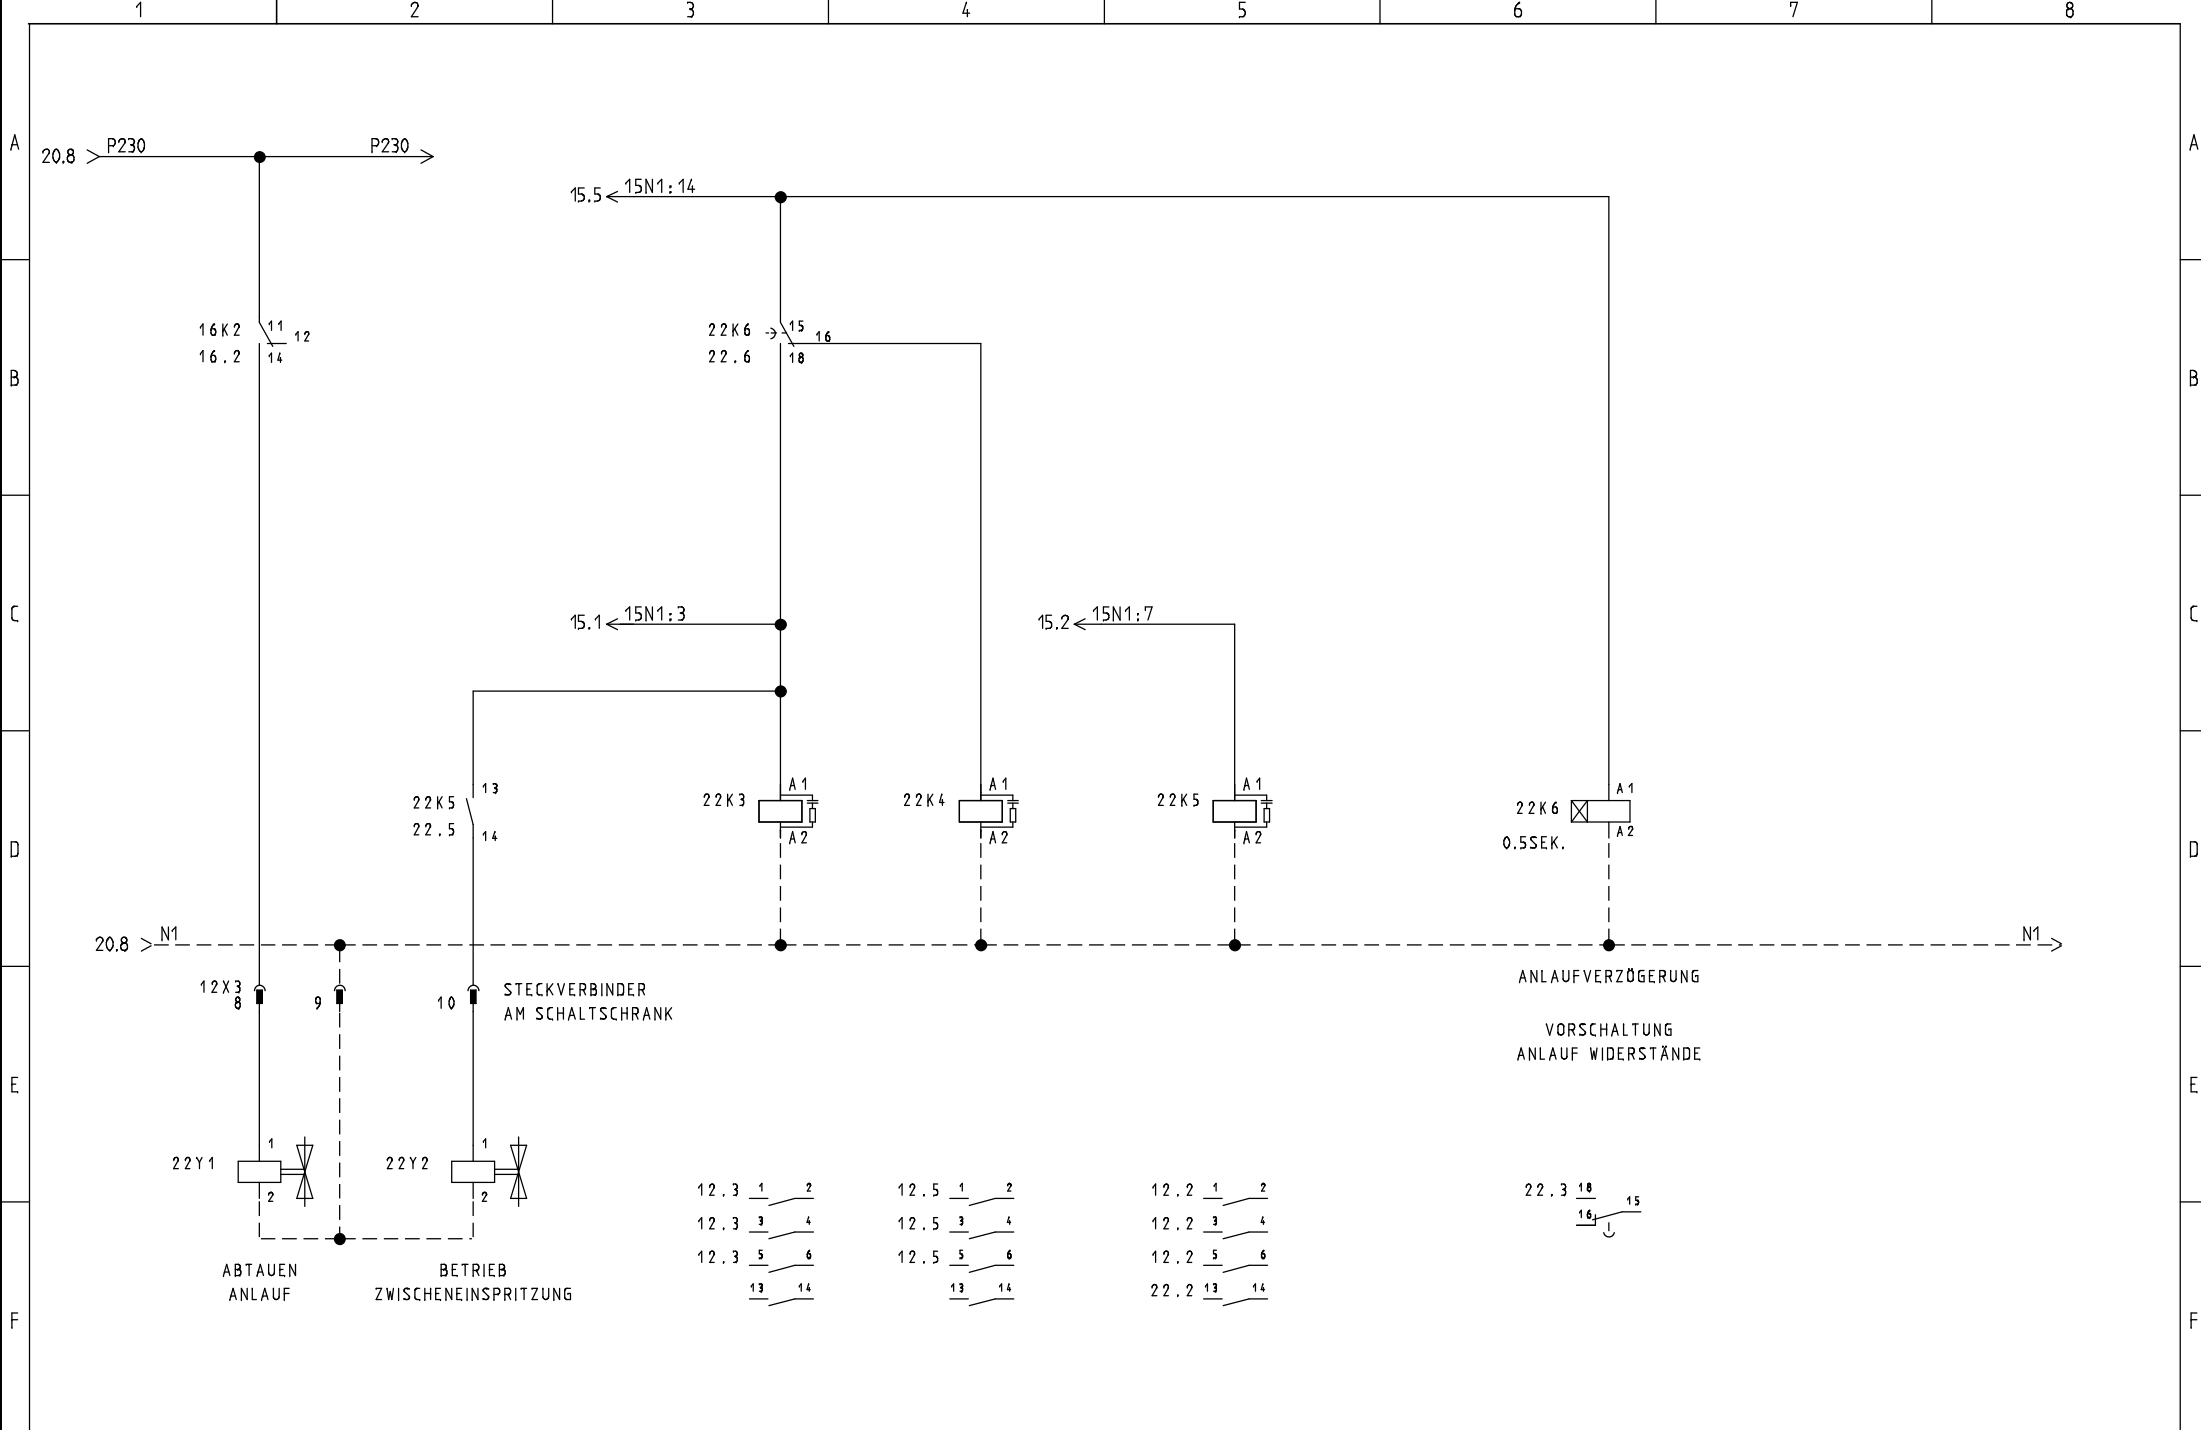 1 2 3 4 5 6 7 8
A A
20.8 P230 P230
15.5 15N1:14
16K2 11 12
16.2 14
22K6 15 16
22.6 18
B B
15.1 15N1:3
15.2 15N1:7
C C
22K5 13
22.5 14
22K3 A1
A2
22K4 A1
A2
22K5 A1
A2
22K6 A1
A2
0.5SEK.
D D
20.8 N1 N1
12X3
8 9 10
STECKVERBINDER
AM SCHALTSCHRANK
ANLAUFVERZÖGERUNG
VORSCHALTUNG
ANLAUF WIDERSTÄNDE
E E
22Y1 1
2
22Y2 1
2
ABTAUEN
ANLAUF
BETRIEB
ZWISCHENEINSPRITZUNG
12.3 1 2
12.3 3 4
12.3 5 6
13 14
12.5 1 2
12.5 3 4
12.5 5 6
13 14
12.2 1 2
12.2 3 4
12.2 5 6
22.2 13 14
22.3 18
16 15
F F